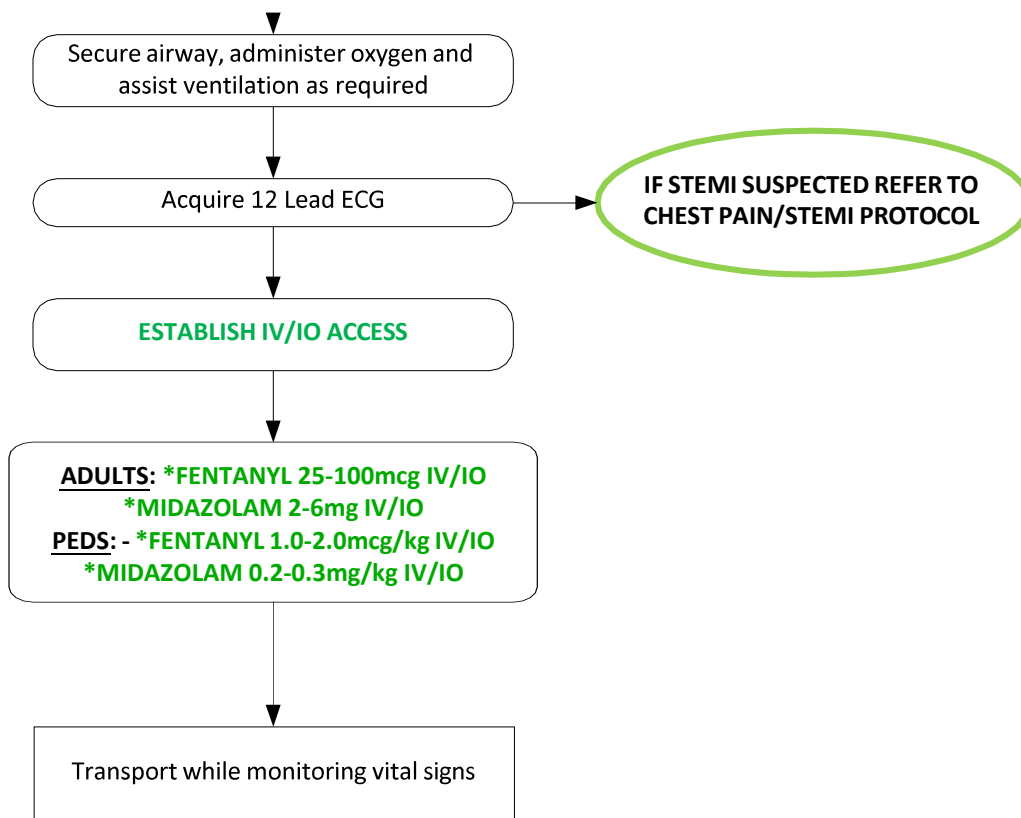 Secure airway, administer oxygen and
assist ventilation as required
Acquire 12 Lead ECG
IF STEMI SUSPECTED REFER TO
CHEST PAIN/STEMI PROTOCOL
ESTABLISH IV/IO ACCESS
ADULTS: *FENTANYL 25-100mcg IV/IO
*MIDAZOLAM 2-6mg IV/IO
PEDS: - *FENTANYL 1.0-2.0mcg/kg IV/IO
*MIDAZOLAM 0.2-0.3mg/kg IV/IO
Transport while monitoring vital signs